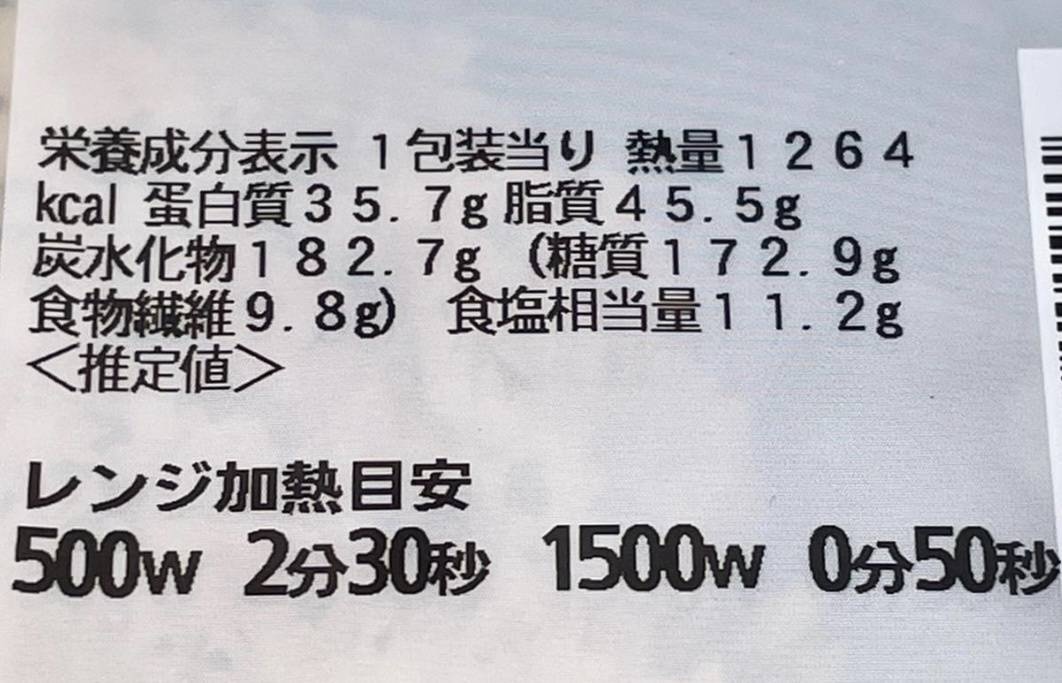 栄養成分表示 1包装当り 熱量1264
kcal 蛋白質35.7g 脂質45.5g
炭水化物182.7g (糖質172.9g
食物繊維9.8g) 食塩相当量11.2g
<推定値>
レンジ加熱目安
500W 2分30秒 1500W 0分50秒